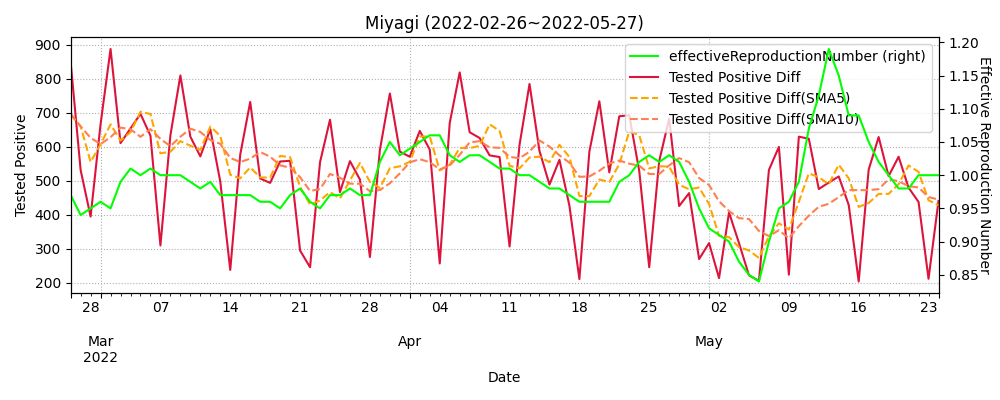 Miyagi (2022-02-26~2022-05-27)
effectiveReproductionNumber (right)
Tested Positive Diff
Tested Positive Diff(SMA5)
Tested Positive Diff(SMA10)
Tested Positive
900
800
700
600
500
400
300
200
1.20
1.15
1.10
1.05
1.00
0.95
0.90
0.85
Effective Reproduction Number
28 07 14 21 28 04 11 18 25 02 09 16 23
Mar Apr May
2022
Date